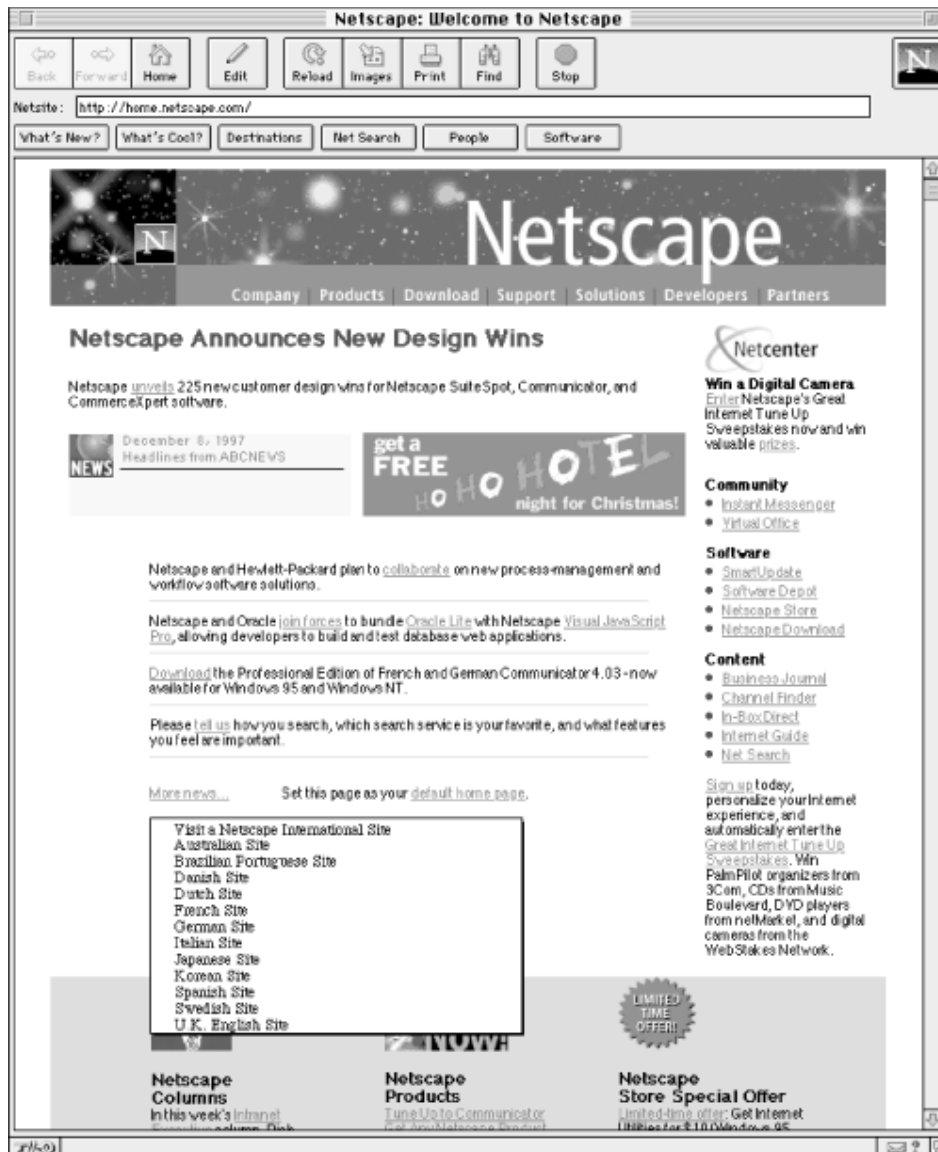 Netscape: Welcome to Netscape
Back Forward Home Edit Reload Images Print Find Stop
N
Netsite: http://home.netscape.com/
What's New? What's Cool? Destinations Net Search People Software
N
Netscape
Company | Products | Download | Support | Solutions | Developers | Partners
Netscape Announces New Design Wins
Netscape unveils 225 new customer design wins for Netscape SuiteSpot, Communicator, and
CommerceXpert software.
NEWS
December 8, 1997
Headlines from ABCNEWS
get a
FREE
HO HO HOTEL
night for Christmas!
Netscape and Hewlett-Packard plan to collaborate on new process-management and
workflow software solutions.
Netscape and Oracle join forces to bundle Oracle Lite with Netscape Visual JavaScript
Pro, allowing developers to build and test database web applications.
Download the Professional Edition of French and German Communicator 4.03-now
available for Windows 95 and Windows NT.
Please tell us how you search, which search service is your favorite, and what features
you feel are important.
More news... Set this page as your default home page.
Visit a Netscape International Site
Australian Site
Brazilian Portuguese Site
Danish Site
Dutch Site
French Site
German Site
Italian Site
Japanese Site
Korean Site
Spanish Site
Swedish Site
U.K. English Site
Netcenter
Win a Digital Camera
Enter Netscape's Great
Internet Tune Up
Sweepstakes now and win
valuable prizes.
Community
Instant Messenger
Virtual Office
Software
SmartUpdate
Software Depot
Netscape Store
Netscape Download
Content
Business Journal
Channel Finder
In-Box Direct
Internet Guide
Net Search
Sign up today,
personalize your Internet
experience, and
automatically enter the
Great Internet Tune Up
Sweepstakes. Win
PalmPilot organizers from
3Com, CDs from Music
Boulevard, DVD players
from netMarket, and digital
cameras from the
WebStakes Network.
NOW!
LIMITED
TIME
OFFER!
Netscape
Columns
In this week's Intranet
Executive column, Dick
Netscape
Products
Tune Up to Communicator
Get Any Netscape Product
Netscape
Store Special Offer
Limited-time offer: Get Internet
Utilities for $10 (Windows 95